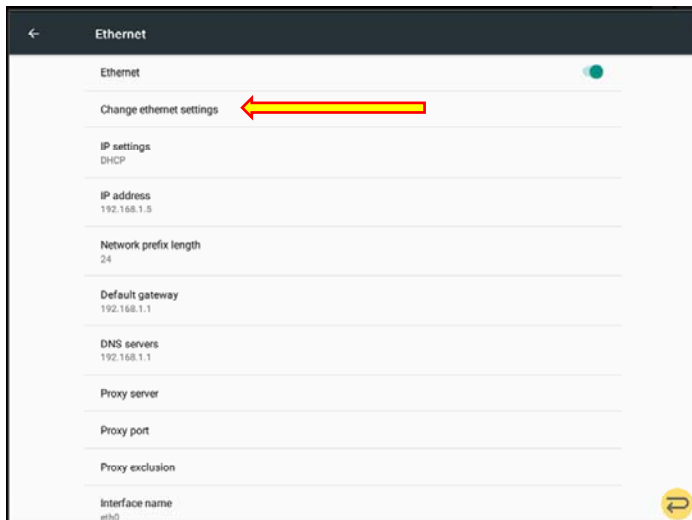 Ethernet
Ethernet
Change ethernet settings
IP settings
DHCP
IP address
192.168.1.5
Network prefix length
24
Default gateway
192.168.1.1
DNS servers
192.168.1.1
Proxy server
Proxy port
Proxy exclusion
Interface name
eth0